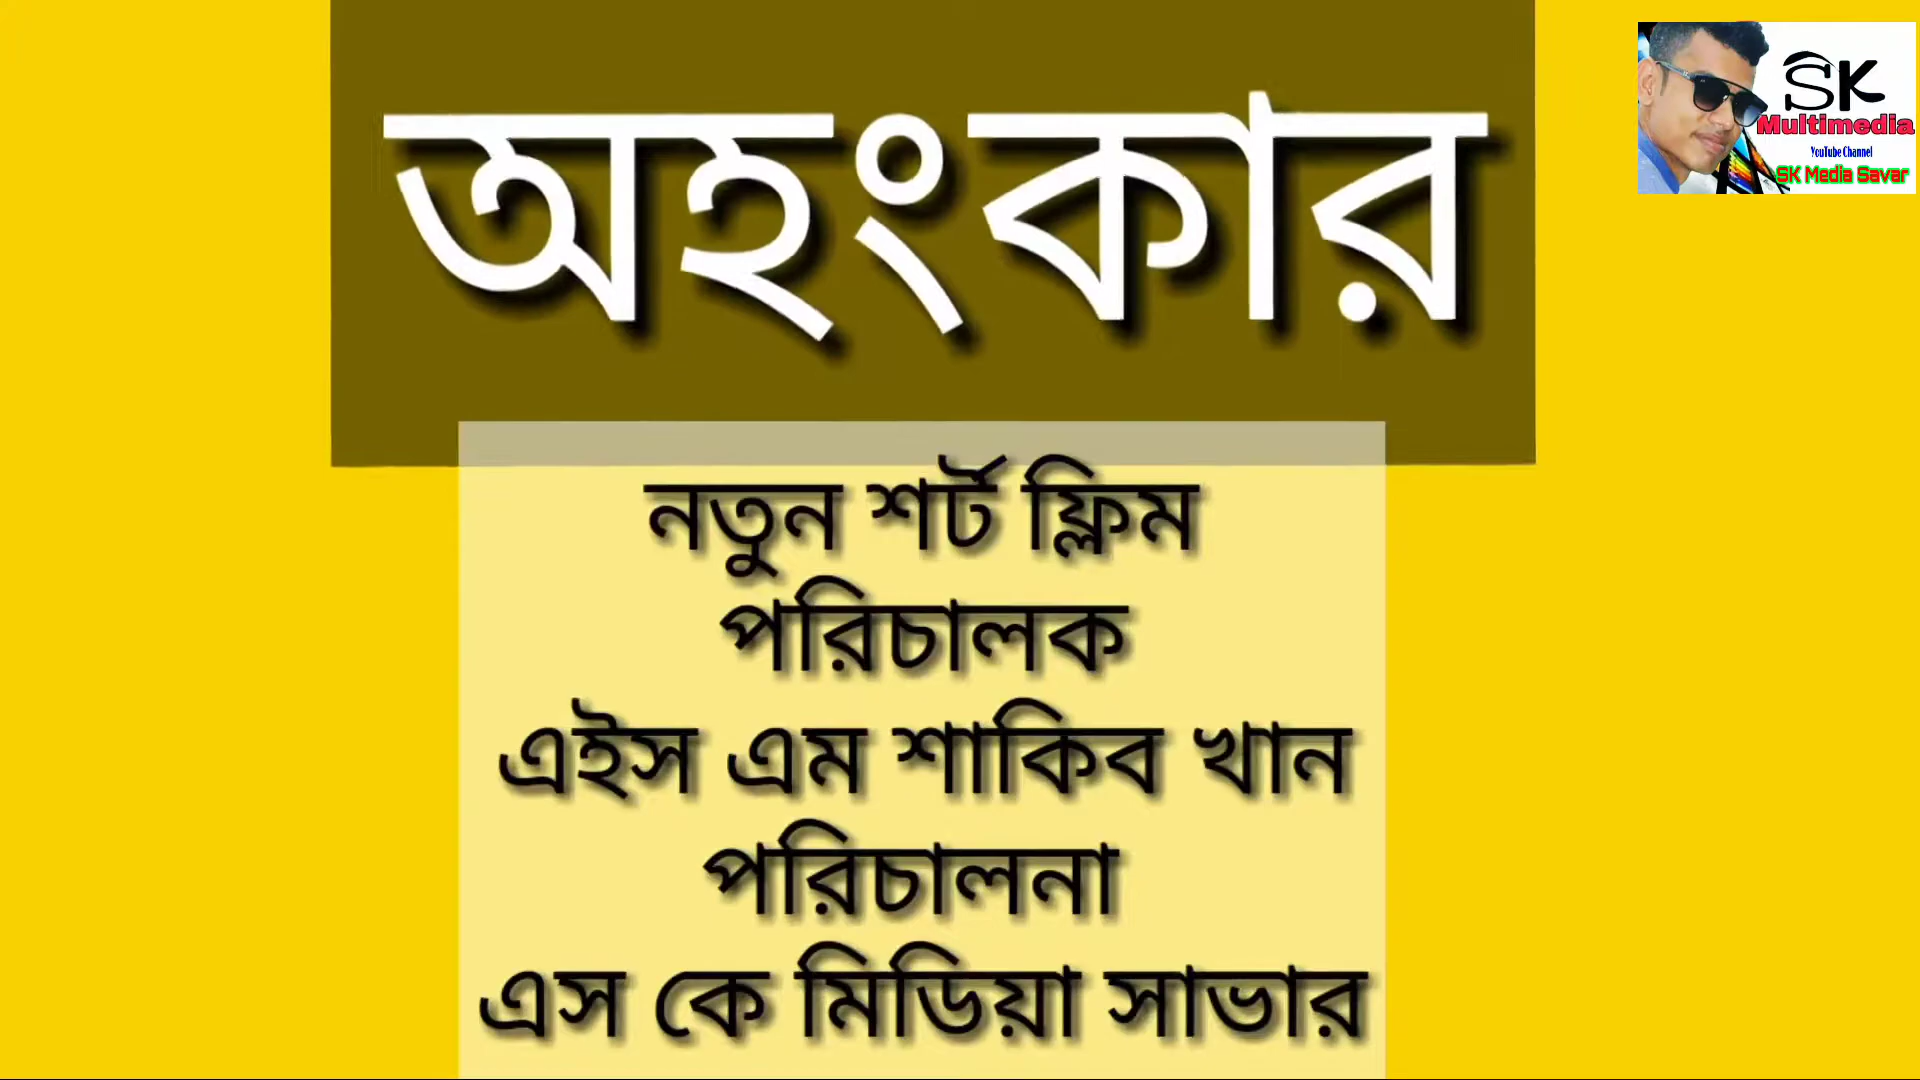 অহংকার
SK
Multimedia
YouTube Channel
SK Media Savar
নতুন শর্ট ফ্লিম
পরিচালক
এইস এম শাকিব খান
পরিচালনা
এস কে মিডিয়া সাভার